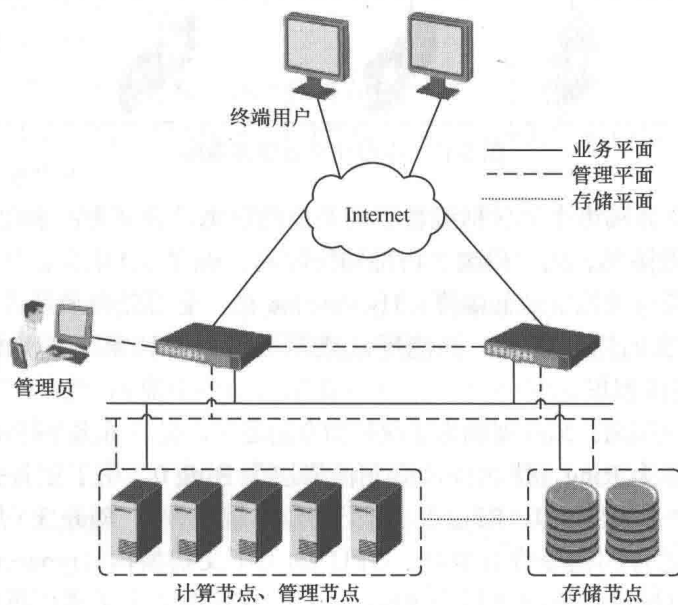 终端用户
业务平面
管理平面
存储平面
Internet
管理员
计算节点、管理节点
存储节点